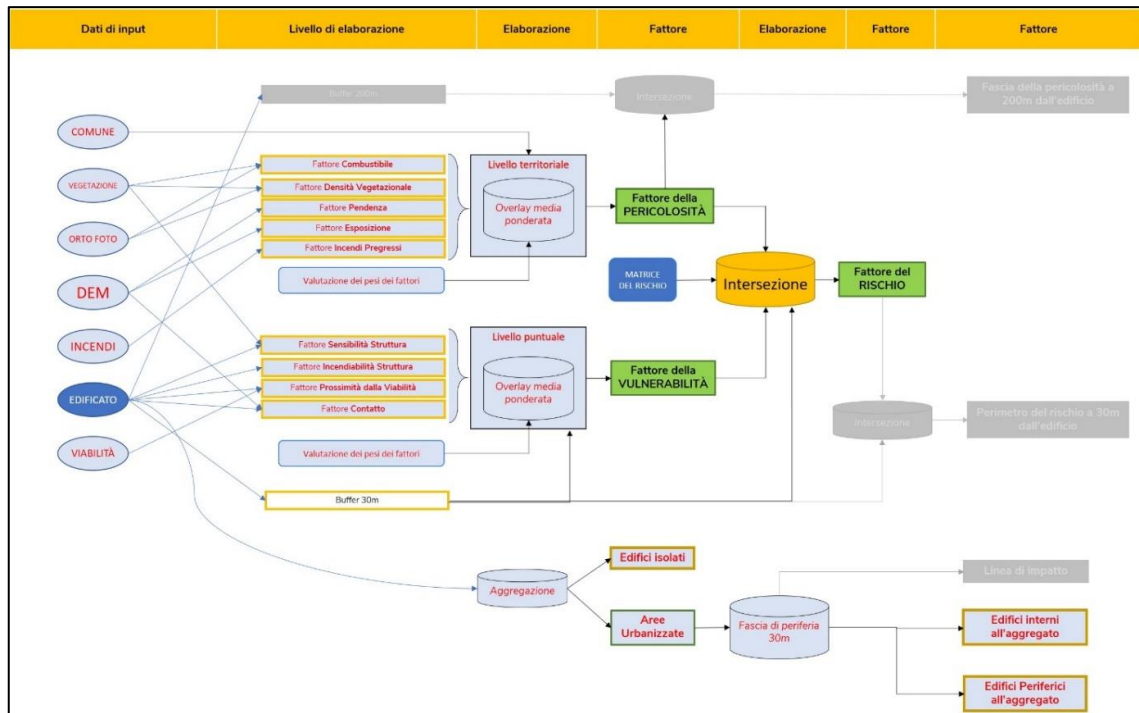 Dati di input
Livello di elaborazione
Elaborazione
Fattore
Elaborazione
Fattore
Fattore
Buffer 200m
Intersezione
Fascia della pericolosità a
200m dall'edificio
COMUNE
VEGETAZIONE
ORTO FOTO
DEM
INCENDI
EDIFICATO
VIABILITÀ
Fattore Combustibile
Fattore Densità Vegetazionale
Fattore Pendenza
Fattore Esposizione
Fattore Incendi Pregressi
Valutazione dei pesi dei fattori
Livello territoriale
Overlay media
ponderata
Fattore della
PERICOLOSITÀ
MATRICE
DEL RISCHIO
Intersezione
Fattore del
RISCHIO
Fattore Sensibilità Struttura
Fattore Incendiabilità Struttura
Fattore Prossimità dalla Viabilità
Fattore Contatto
Valutazione dei pesi dei fattori
Livello puntuale
Overlay media
ponderata
Fattore della
VULNERABILITÀ
Intersezione
Perimetro del rischio a 30m
dall'edificio
Buffer 30m
Aggregazione
Edifici isolati
Aree
Urbanizzate
Fascia di periferia
30m
Linea di impatto
Edifici interni
all'aggregato
Edifici Periferici
all'aggregato